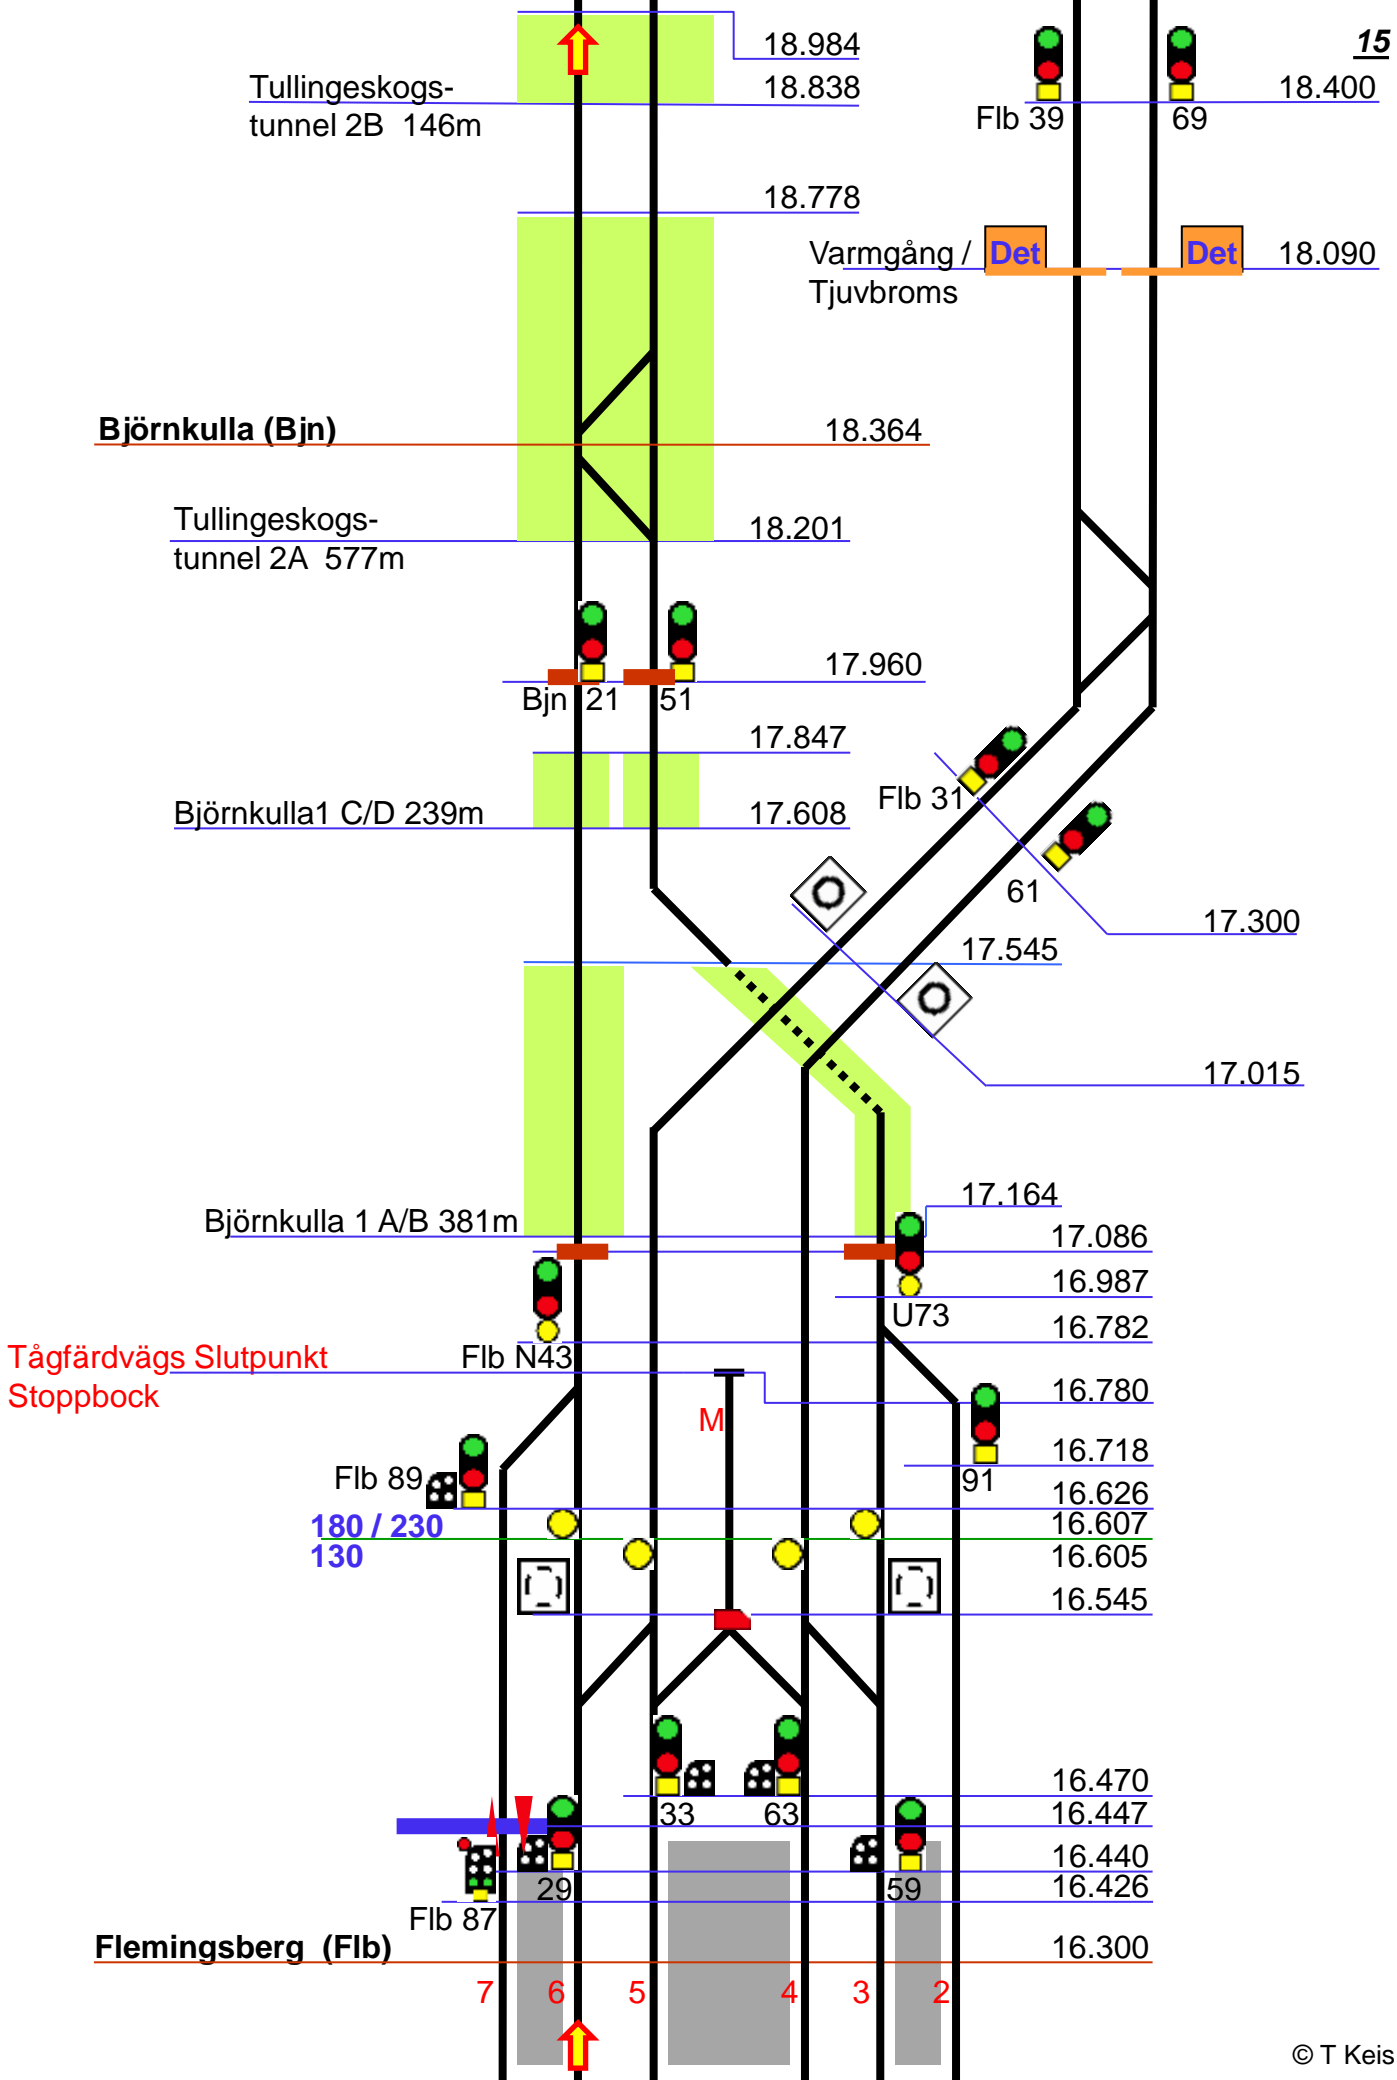 18.984
15
Tullingeskogs-
18.838
18.400
tunnel 2B 146m
Flb 39
69
18.778
Varmgång /
Det
Det
18.090
Tjuvbroms
Björnkulla (Bjn)
18.364
Tullingeskogs-
18.201
tunnel 2A 577m
17.960
Bjn 21
51
17.847
Flb 31
Björnkulla1 C/D 239m
17.608
61
17.300
17.545
17.015
17.164
Björnkulla 1 A/B 381m
17.086
16.987
U73
16.782
Tågfärdvägs Slutpunkt
Flb N43
Stoppbock
16.780
M
16.718
Flb 89
91
16.626
180 / 230
16.607
130
16.605
16.545
16.470
33
63
16.447
16.440
29
59
16.426
Flb 87
Flemingsberg (Flb)
16.300
7
6
5
4
3
2
© T Keis